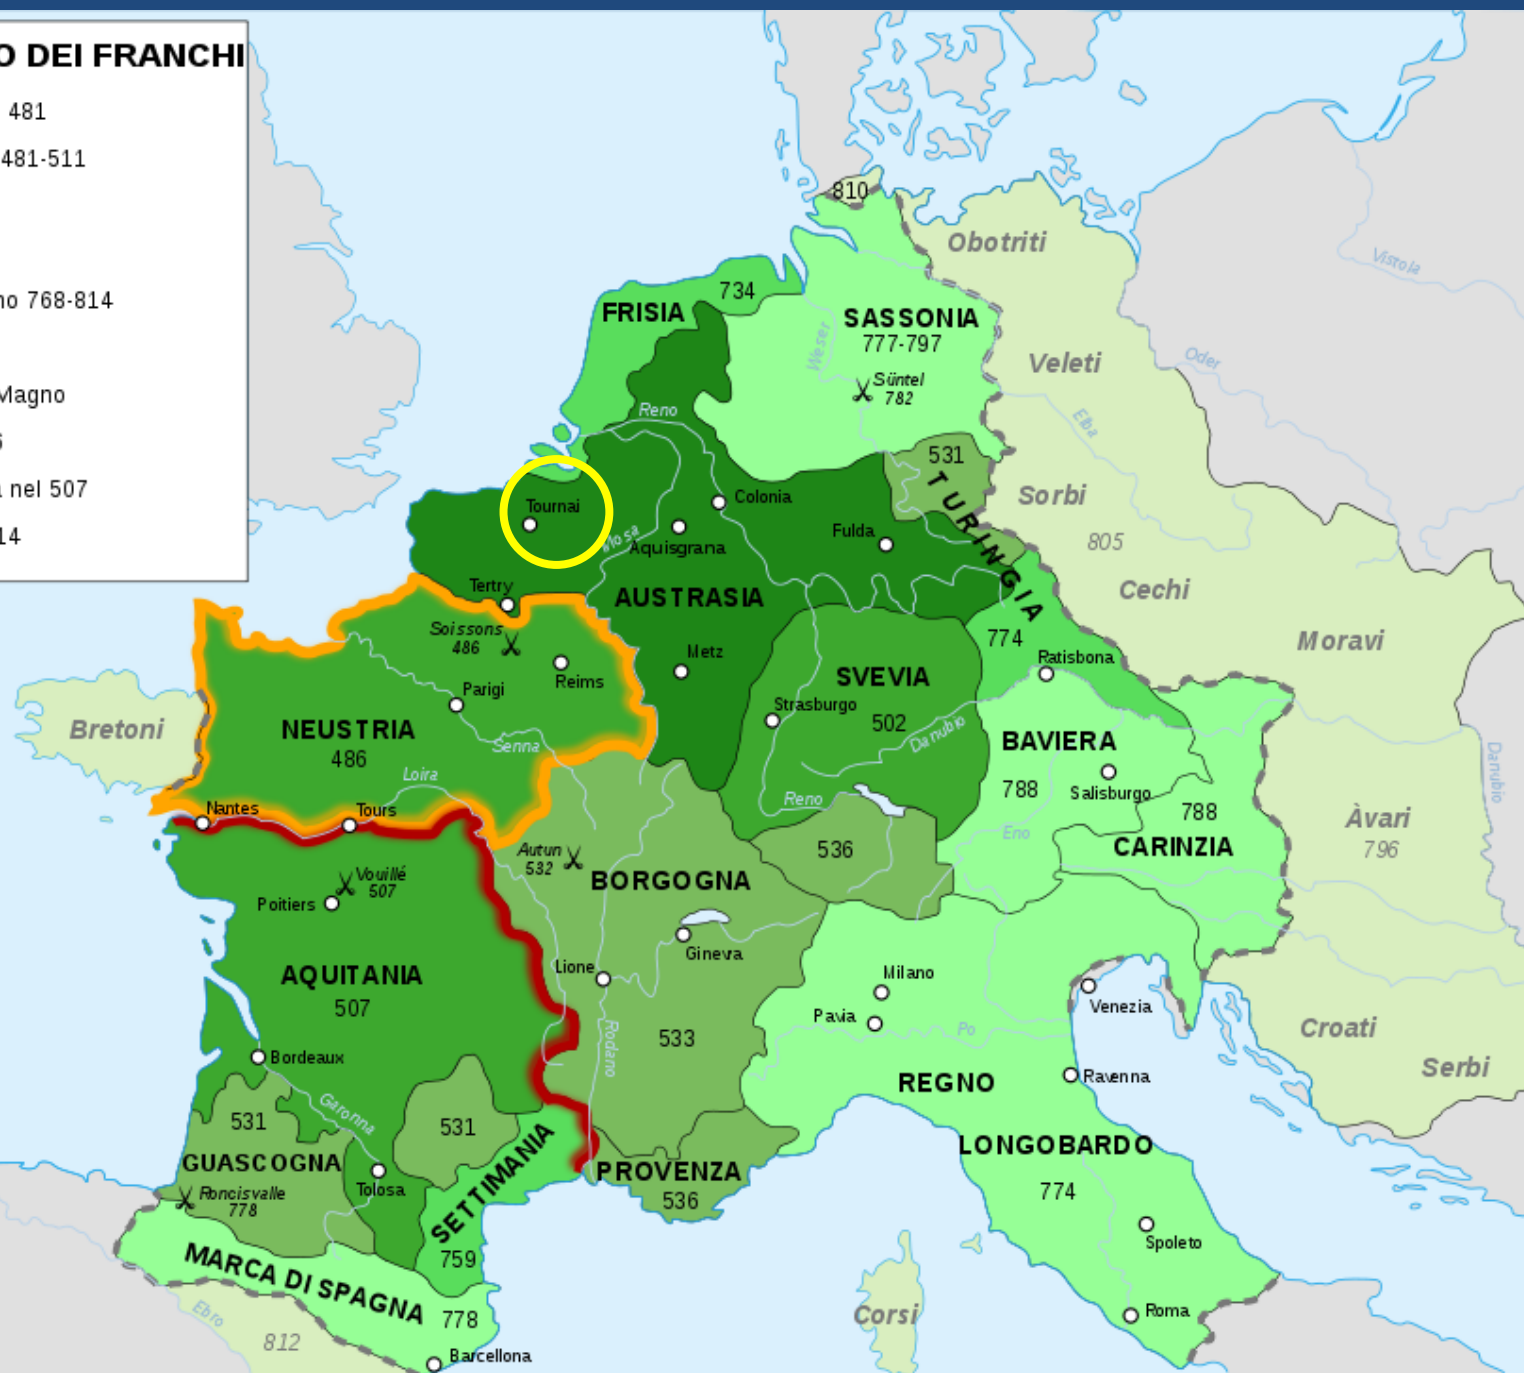 O DEI FRANCHI
481
481-511
no 768-814
Magno
6
a nel 507
14
810
Obotriti
Vistola
734
FRISIA
SASSONIA
777-797
Weser
Süntel
782
Veleti
Oder
Elba
Reno
531
TURINGIA
Sorbi
805
Cechi
Moravi
Tournai
Colonia
Mosa
Aquisgrana
Fulda
Tertry
AUSTRASIA
Soissons
486
Reims
Metz
774
Ratisbona
SVEVIA
502
Strasburgo
Danubio
Parigi
Bretoni
NEUSTRIA
486
Senna
Loira
BAVIERA
788
Salisburgo
Danubio
Nantes
Tours
Reno
Eno
788
CARINZIA
Àvari
796
536
Autun
532
BORGOGNA
Vouillé
507
Poitiers
Ginevra
Lione
AQUITANIA
507
Milano
Pavia
Po
Venezia
Croati
Serbi
Rodano
533
Bordeaux
REGNO
Ravenna
Garonna
531
531
LONGOBARDO
774
GUASCOGNA
Roncisvalle
778
Tolosa
SETTIMANIA
759
PROVENZA
536
Spoleto
MARCA DI SPAGNA
778
Ebro
812
Corsi
Roma
Barcellona